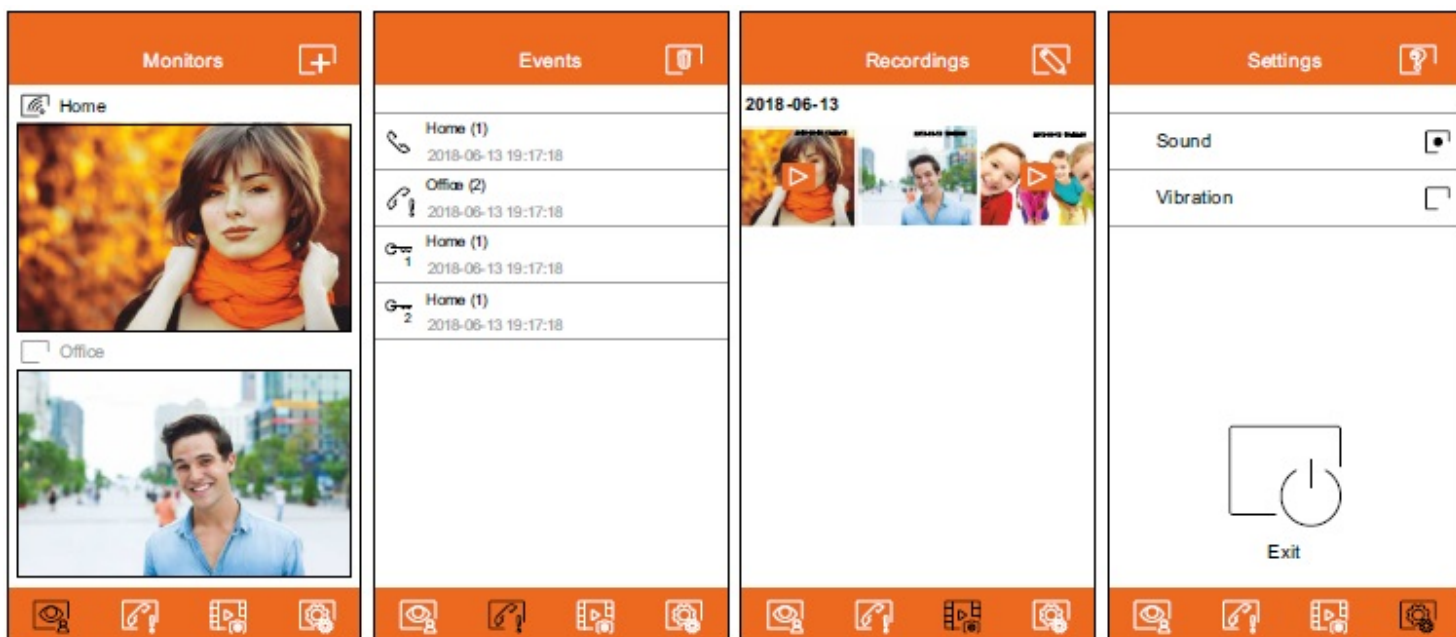 Monitors
Home
Office
Events
Home (1)
2018-06-13 19:17:18
Office (2)
2018-06-13 19:17:18
1
Home (1)
2018-06-13 19:17:18
2
Home (1)
2018-06-13 19:17:18
Recordings
2018-06-13
Settings
Sound
Vibration
Exit